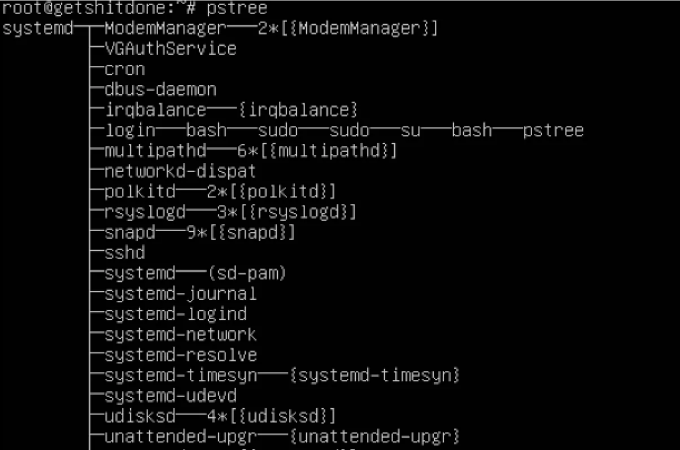 root@getshitdone:~# pstree
systemd─┬─ModemManager───2*[{ModemManager}]
        ├─VGAuthService
        ├─cron
        ├─dbus-daemon
        ├─irqbalance───{irqbalance}
        ├─login───bash───sudo───sudo───su───bash───pstree
        ├─multipathd───6*[{multipathd}]
        ├─networkd-dispat
        ├─polkitd───2*[{polkitd}]
        ├─rsyslogd───3*[{rsyslogd}]
        ├─snapd───9*[{snapd}]
        ├─sshd
        ├─systemd───(sd-pam)
        ├─systemd-journal
        ├─systemd-logind
        ├─systemd-network
        ├─systemd-resolve
        ├─systemd-timesyn───{systemd-timesyn}
        ├─systemd-udevd
        ├─udisksd───4*[{udisksd}]
        ├─unattended-upgr───{unattended-upgr}